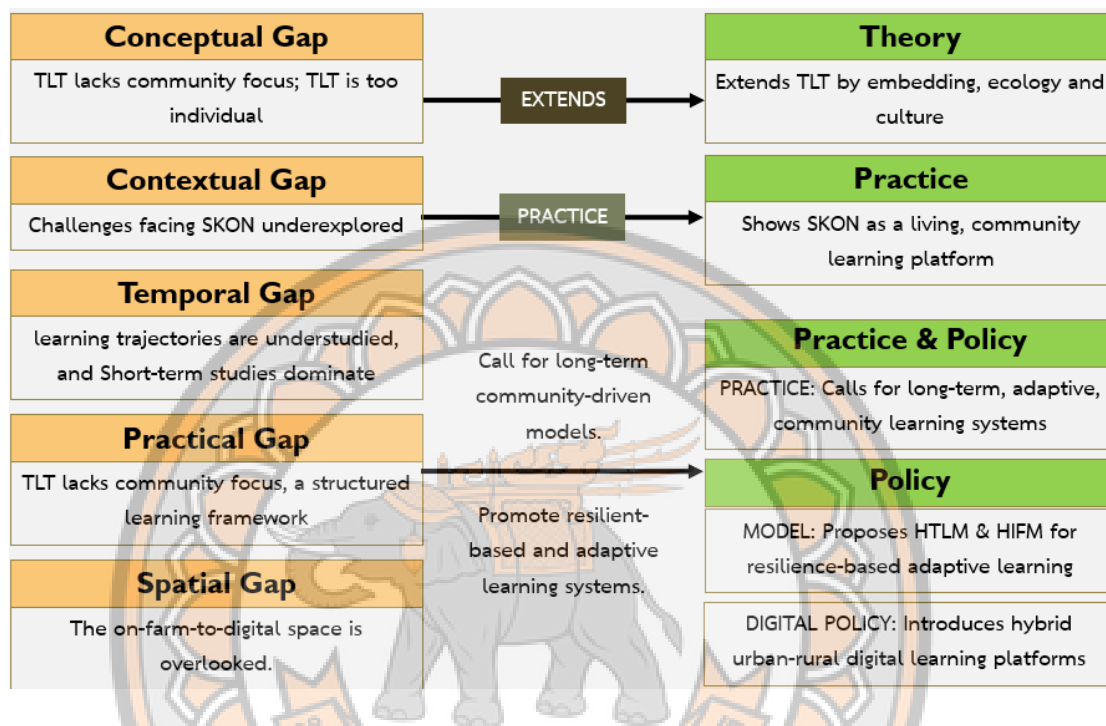 Conceptual Gap
TLT lacks community focus; TLT is too
individual
EXTENDS
Theory
Extends TLT by embedding, ecology and
culture
Contextual Gap
Challenges facing SKON underexplored
PRACTICE
Practice
Shows SKON as a living, community
learning platform
Temporal Gap
learning trajectories are understudied,
and Short-term studies dominate
Practical Gap
TLT lacks community focus, a structured
learning framework
Spatial Gap
The on-farm-to-digital space is
overlooked.
Call for long-term
community-driven
models.
Promote resilient-
based and adaptive
learning systems.
Practice & Policy
PRACTICE: Calls for long-term, adaptive,
community learning systems
Policy
MODEL: Proposes HTLM & HIFM for
resilience-based adaptive learning
DIGITAL POLICY: Introduces hybrid
urban-rural digital learning platforms